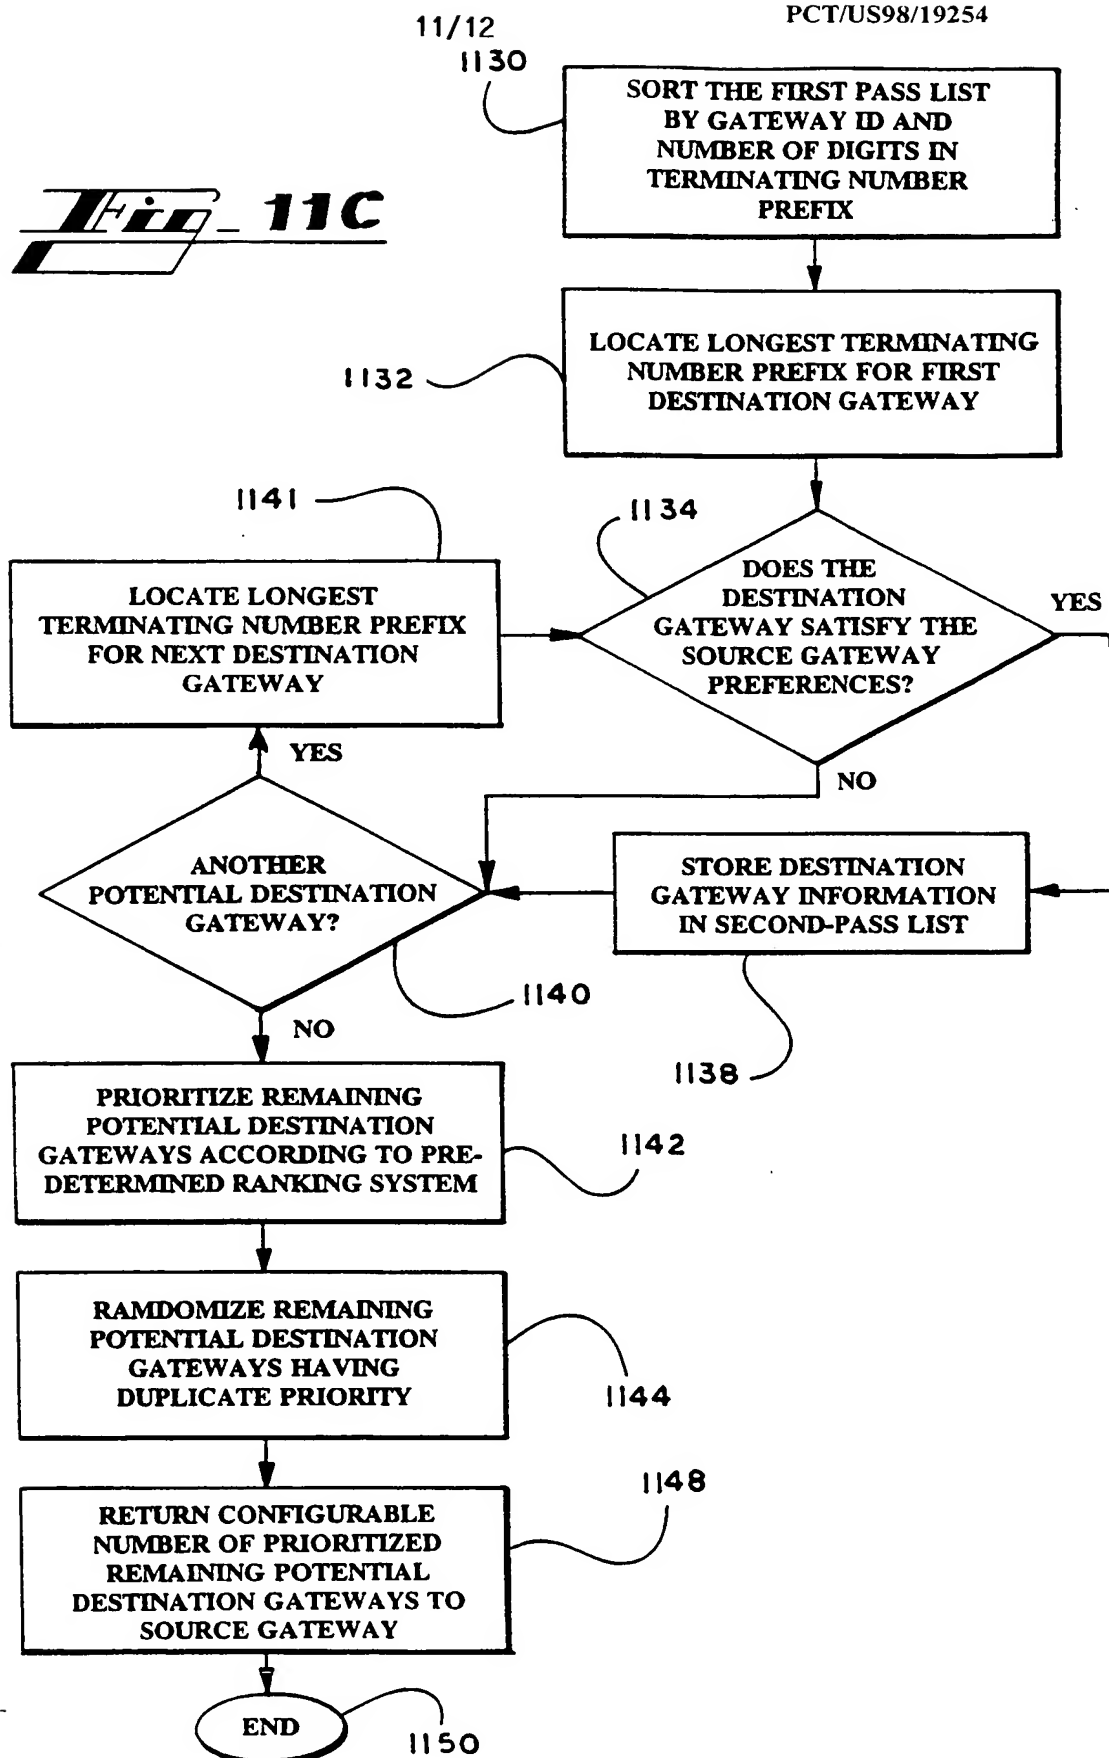 PCT/US98/19254
11/12
Fig 11C
1130
SORT THE FIRST PASS LIST
BY GATEWAY ID AND
NUMBER OF DIGITS IN
TERMINATING NUMBER
PREFIX
1132
LOCATE LONGEST TERMINATING
NUMBER PREFIX FOR FIRST
DESTINATION GATEWAY
1134
DOES THE
DESTINATION
GATEWAY SATISFY THE
SOURCE GATEWAY
PREFERENCES?
YES
NO
1141
LOCATE LONGEST
TERMINATING NUMBER PREFIX
FOR NEXT DESTINATION
GATEWAY
YES
ANOTHER
POTENTIAL DESTINATION
GATEWAY?
1140
NO
STORE DESTINATION
GATEWAY INFORMATION
IN SECOND-PASS LIST
1138
PRIORITIZE REMAINING
POTENTIAL DESTINATION
GATEWAYS ACCORDING TO PRE-
DETERMINED RANKING SYSTEM
1142
RAMDOMIZE REMAINING
POTENTIAL DESTINATION
GATEWAYS HAVING
DUPLICATE PRIORITY
1144
RETURN CONFIGURABLE
NUMBER OF PRIORITIZED
REMAINING POTENTIAL
DESTINATION GATEWAYS TO
SOURCE GATEWAY
1148
END
1150